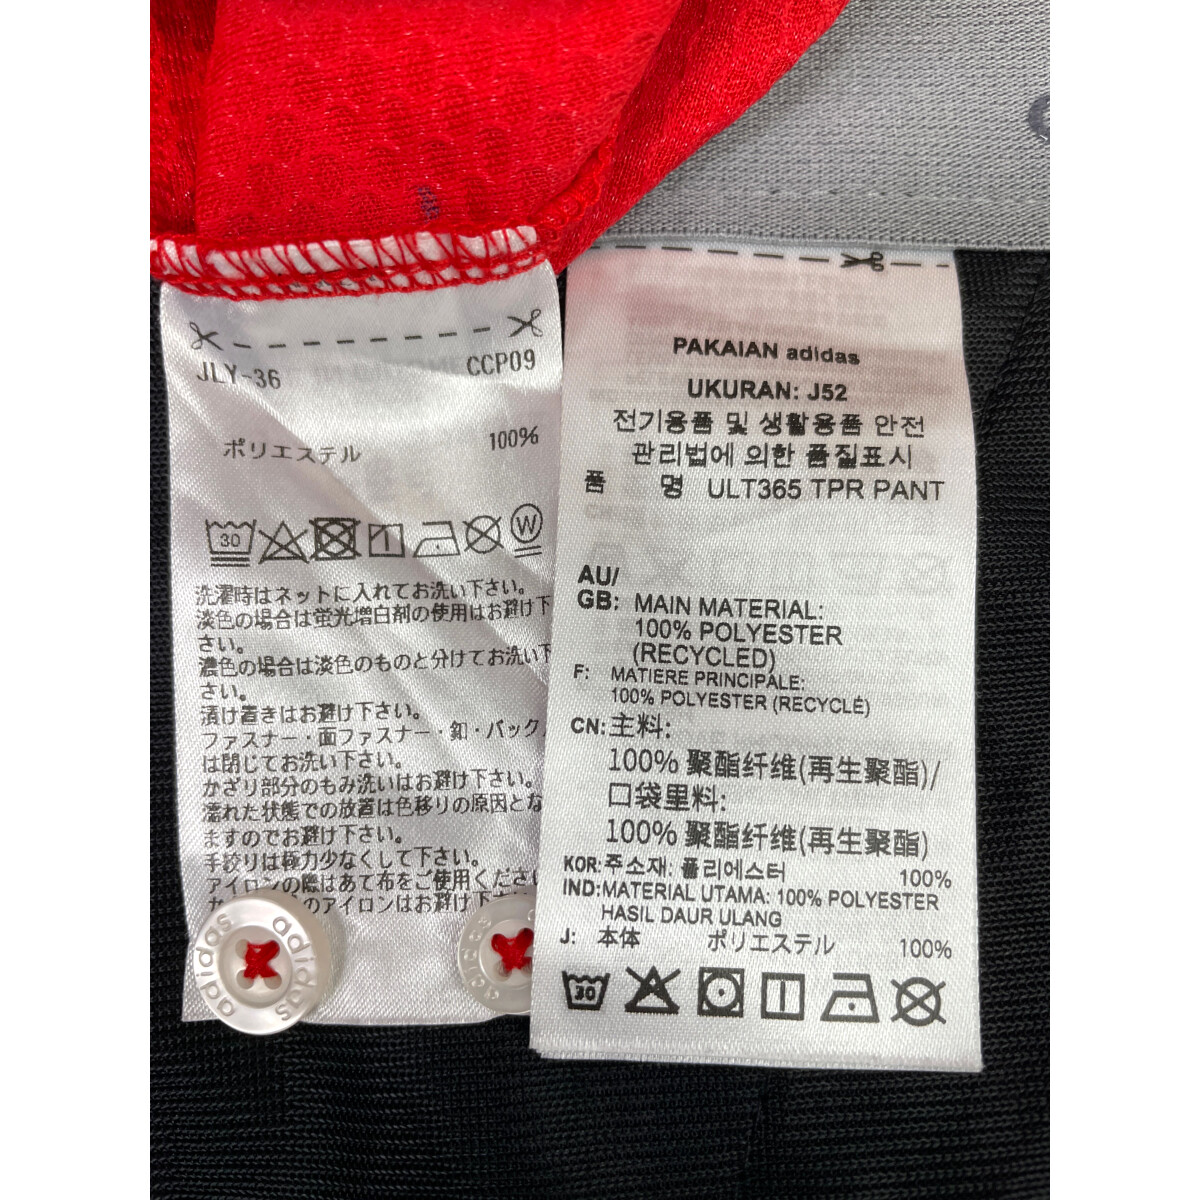 JLY-36 CCP09
ポリエステル 100%
30 W
洗濯時はネットに入れてお洗い下さい。
淡色の場合は蛍光増白剤の使用はお避け下
さい。
濃色の場合は淡色のものと分けてお洗い下
さい。
漬け置きはお避け下さい。
ファスナー・面ファスナー・釦・バック
は閉じてお洗い下さい。
かざり部分のもみ洗いはお避け下さい。
濡れた状態での放置は色移りの原因とな
ますのでお避け下さい。
手絞りは極力少なくして下さい。
アイロンの際はあて布をご使用ください
のアイロンはお避け下さ
adidas adidas
adidas
PAKAIAN adidas
UKURAN: J52
전기용품 및 생활용품 안전
관리법에 의한 품질표시
품 명 ULT365 TPR PANT
AU/
GB: MAIN MATERIAL:
100% POLYESTER
(RECYCLED)
F: MATIERE PRINCIPALE:
100% POLYESTER (RECYCLÉ)
CN: 主料:
100% 聚酯纤维(再生聚酯)/
口袋里料:
100% 聚酯纤维(再生聚酯)
KOR: 주소재: 폴리에스터 100%
IND: MATERIAL UTAMA: 100% POLYESTER
HASIL DAUR ULANG
J: 本体 ポリエステル 100%
30